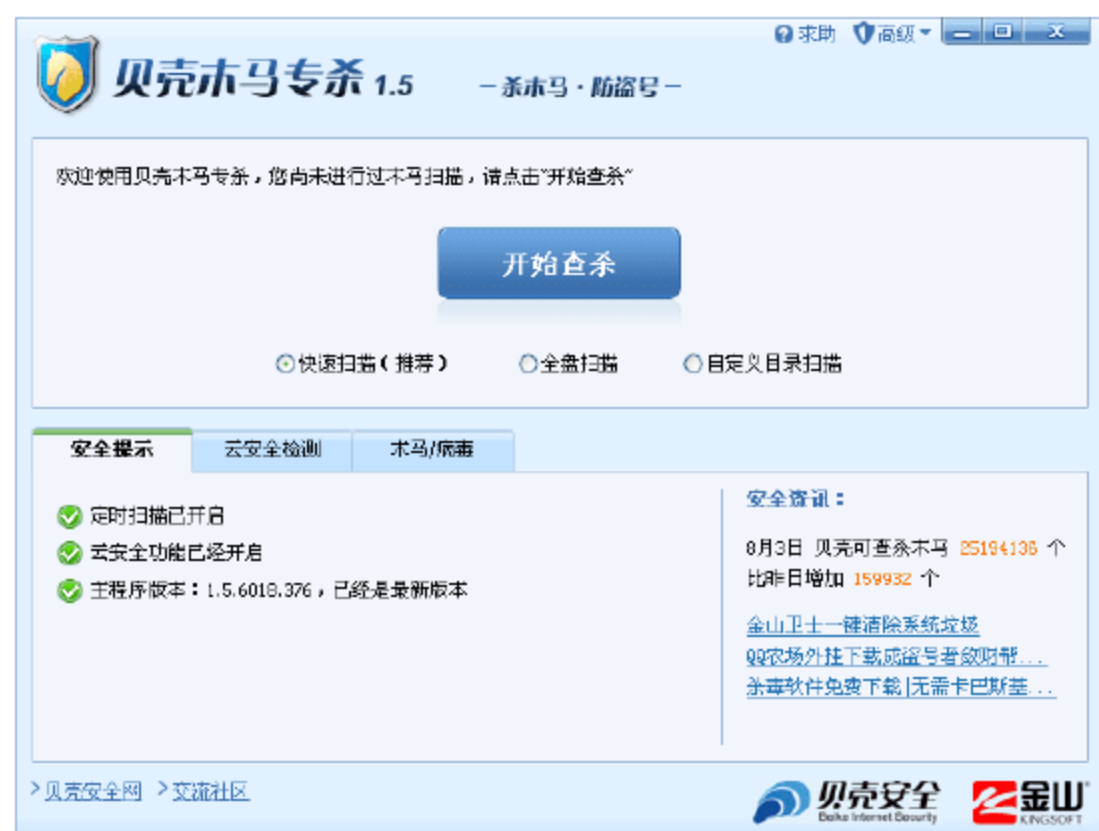 求助 高级
贝壳木马专杀 1.5 －杀木马·防盗号－
欢迎使用贝壳木马专杀，您尚未进行过木马扫描，请点击"开始查杀"
开始查杀
快速扫描（推荐） 全盘扫描 自定义目录扫描
安全提示 云安全检测 木马/病毒
定时扫描已开启
云安全功能已经开启
主程序版本：1.5.6018.376，已经是最新版本
安全资讯：
8月3日 贝壳可查杀木马 25194136 个
比昨日增加 159932 个
金山卫士一键清除系统垃圾
QQ农场外挂下载成盗号者敛财帮...
杀毒软件免费下载|无需卡巴斯基...
>贝壳安全网 >交流社区
贝壳安全
Beike Internet Security
金山
KINGSOFT